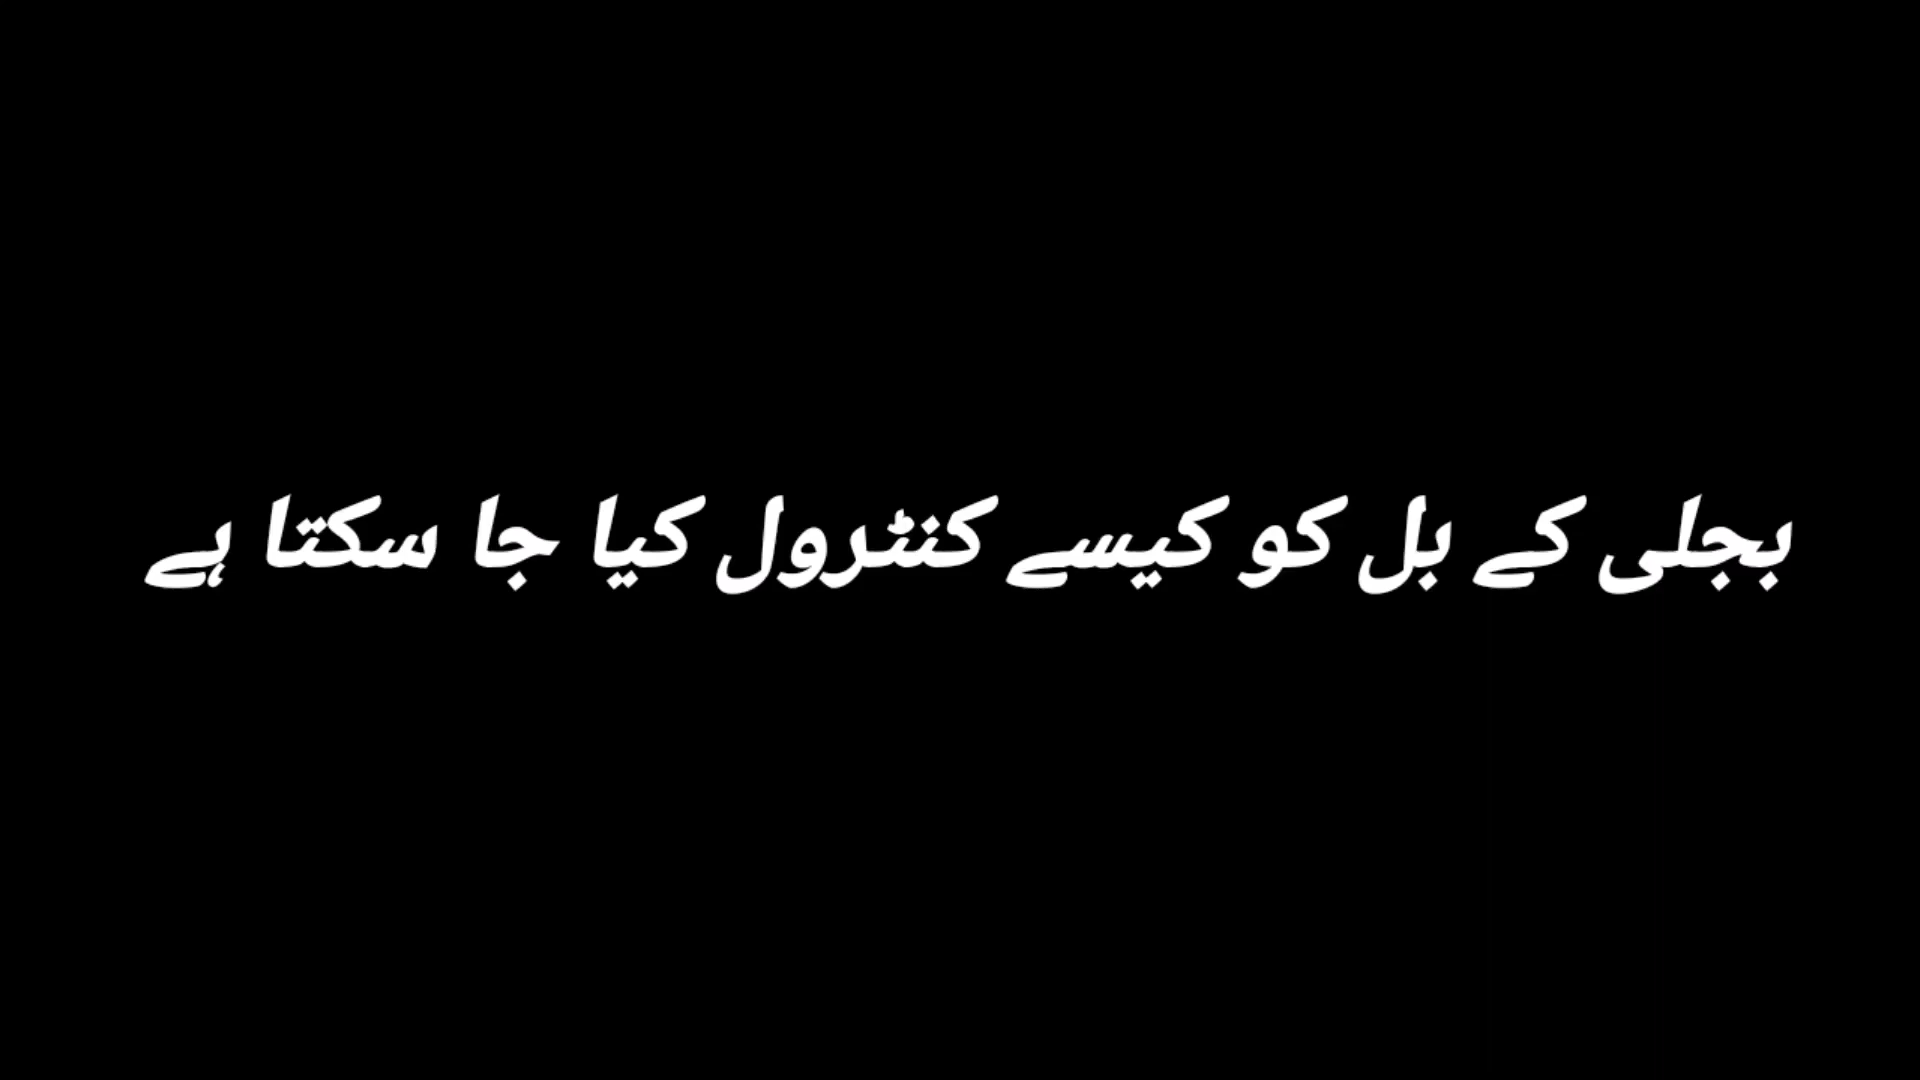 بجلی کے بل کو کیسے کنٹرول کیا جا سکتا ہے